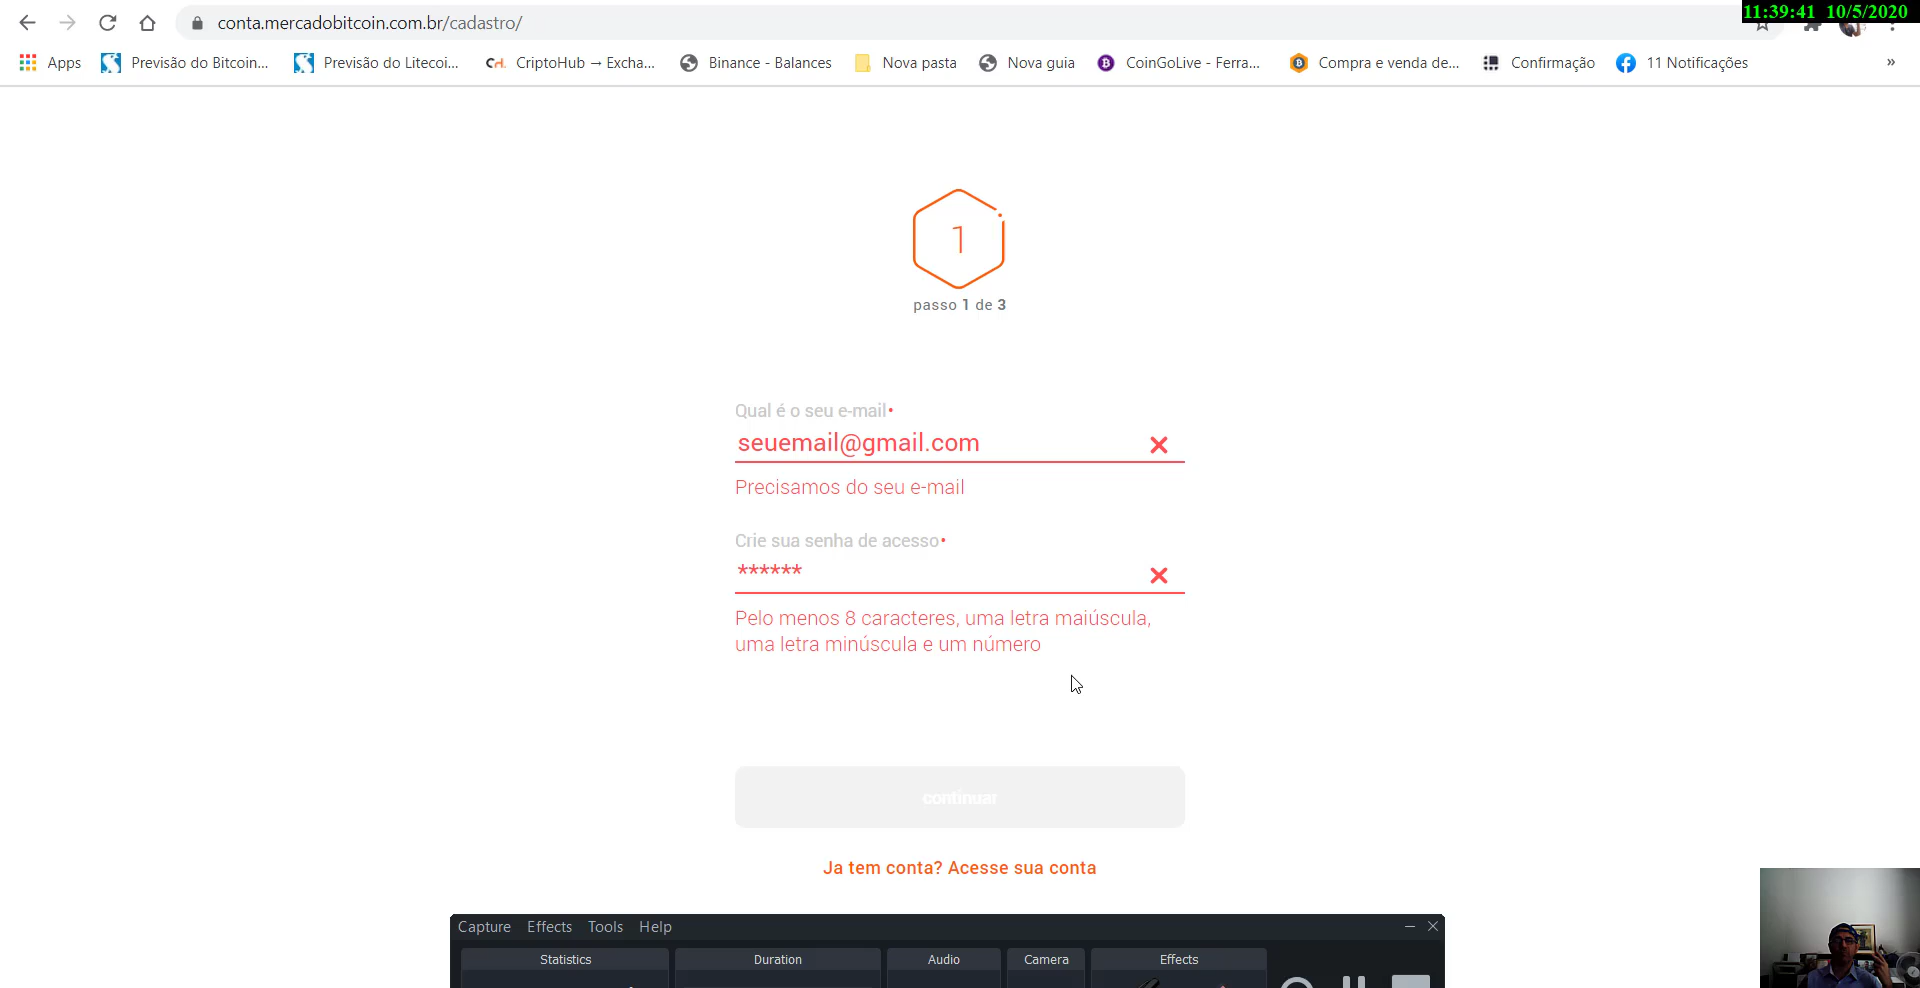 conta.mercadobitcoin.com.br/cadastro/
11:39:41 10/5/2020
Apps Previsão do Bitcoin... Previsão do Litecoi... CriptoHub → Excha... Binance - Balances Nova pasta Nova guia CoinGoLive - Ferra... Compra e venda de... Confirmação 11 Notificações »
1
passo 1 de 3
Qual é o seu e-mail•
seuemail@gmail.com
Precisamos do seu e-mail
Crie sua senha de acesso•
******
Pelo menos 8 caracteres, uma letra maiúscula,
uma letra minúscula e um número
continuar
Ja tem conta? Acesse sua conta
Capture Effects Tools Help
Statistics Duration Audio Camera Effects